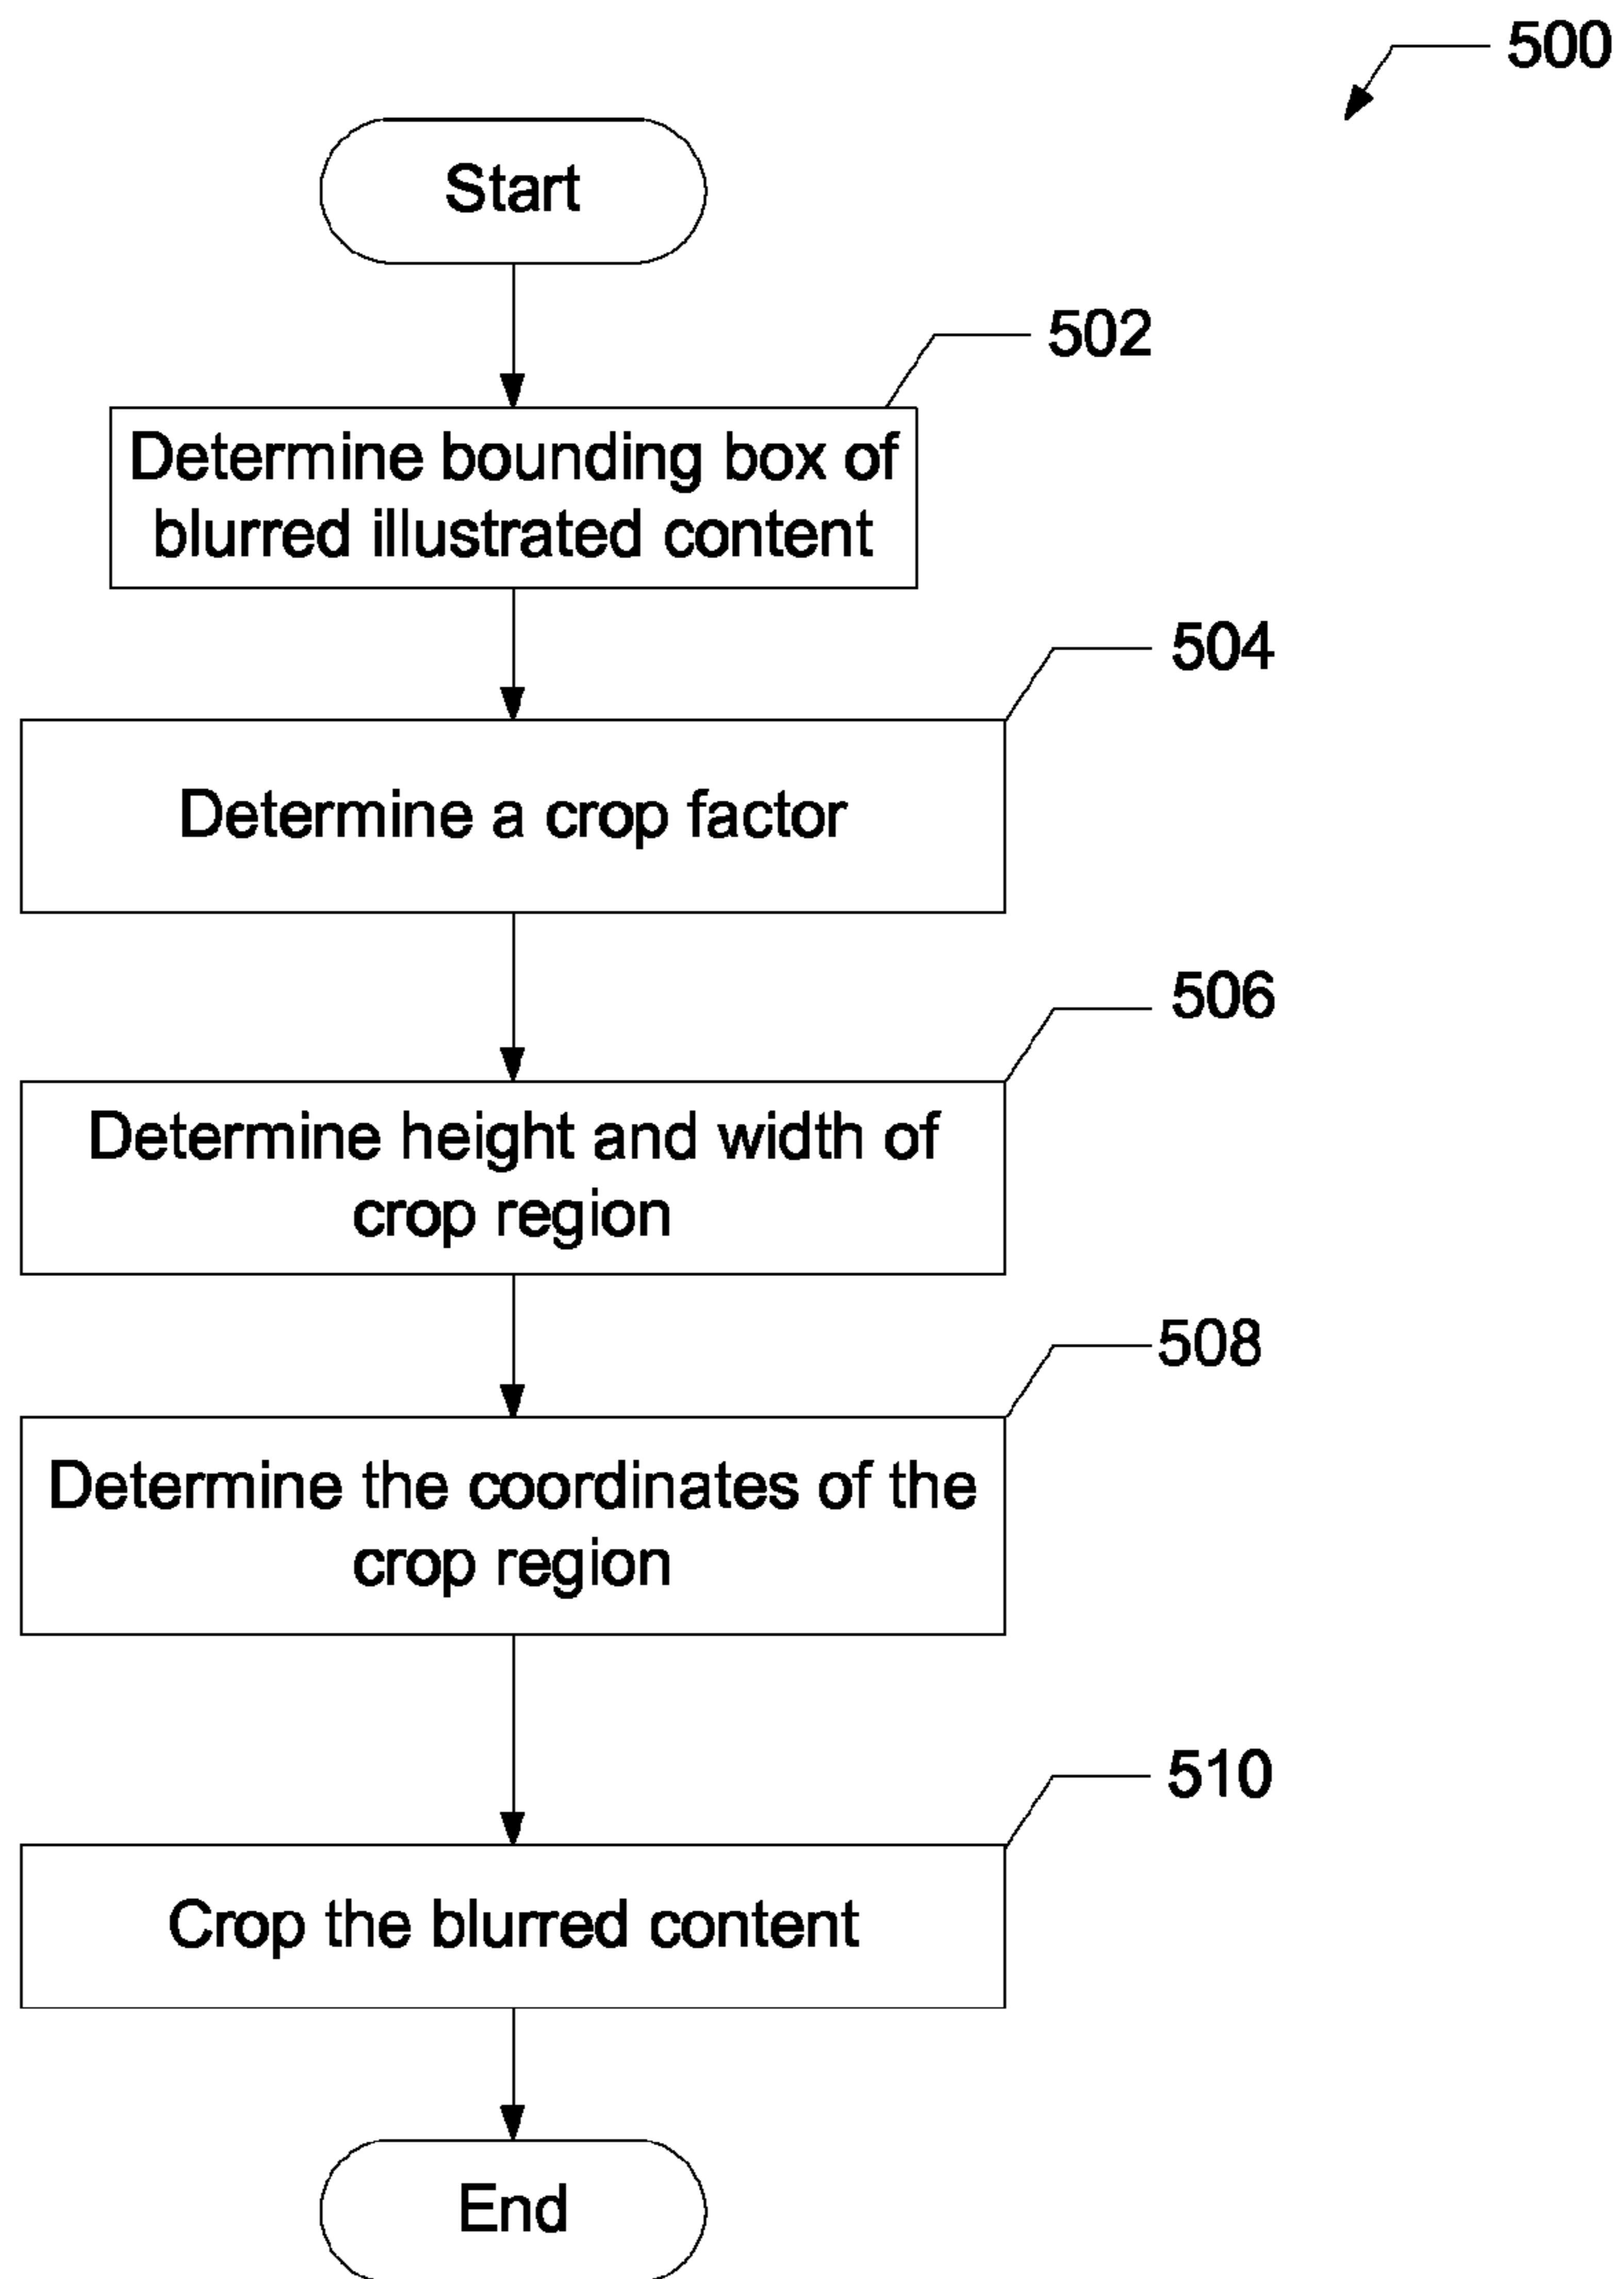 500
Start
502
Determine bounding box of
blurred illustrated content
504
Determine a crop factor
506
Determine height and width of
crop region
508
Determine the coordinates of the
crop region
510
Crop the blurred content
End